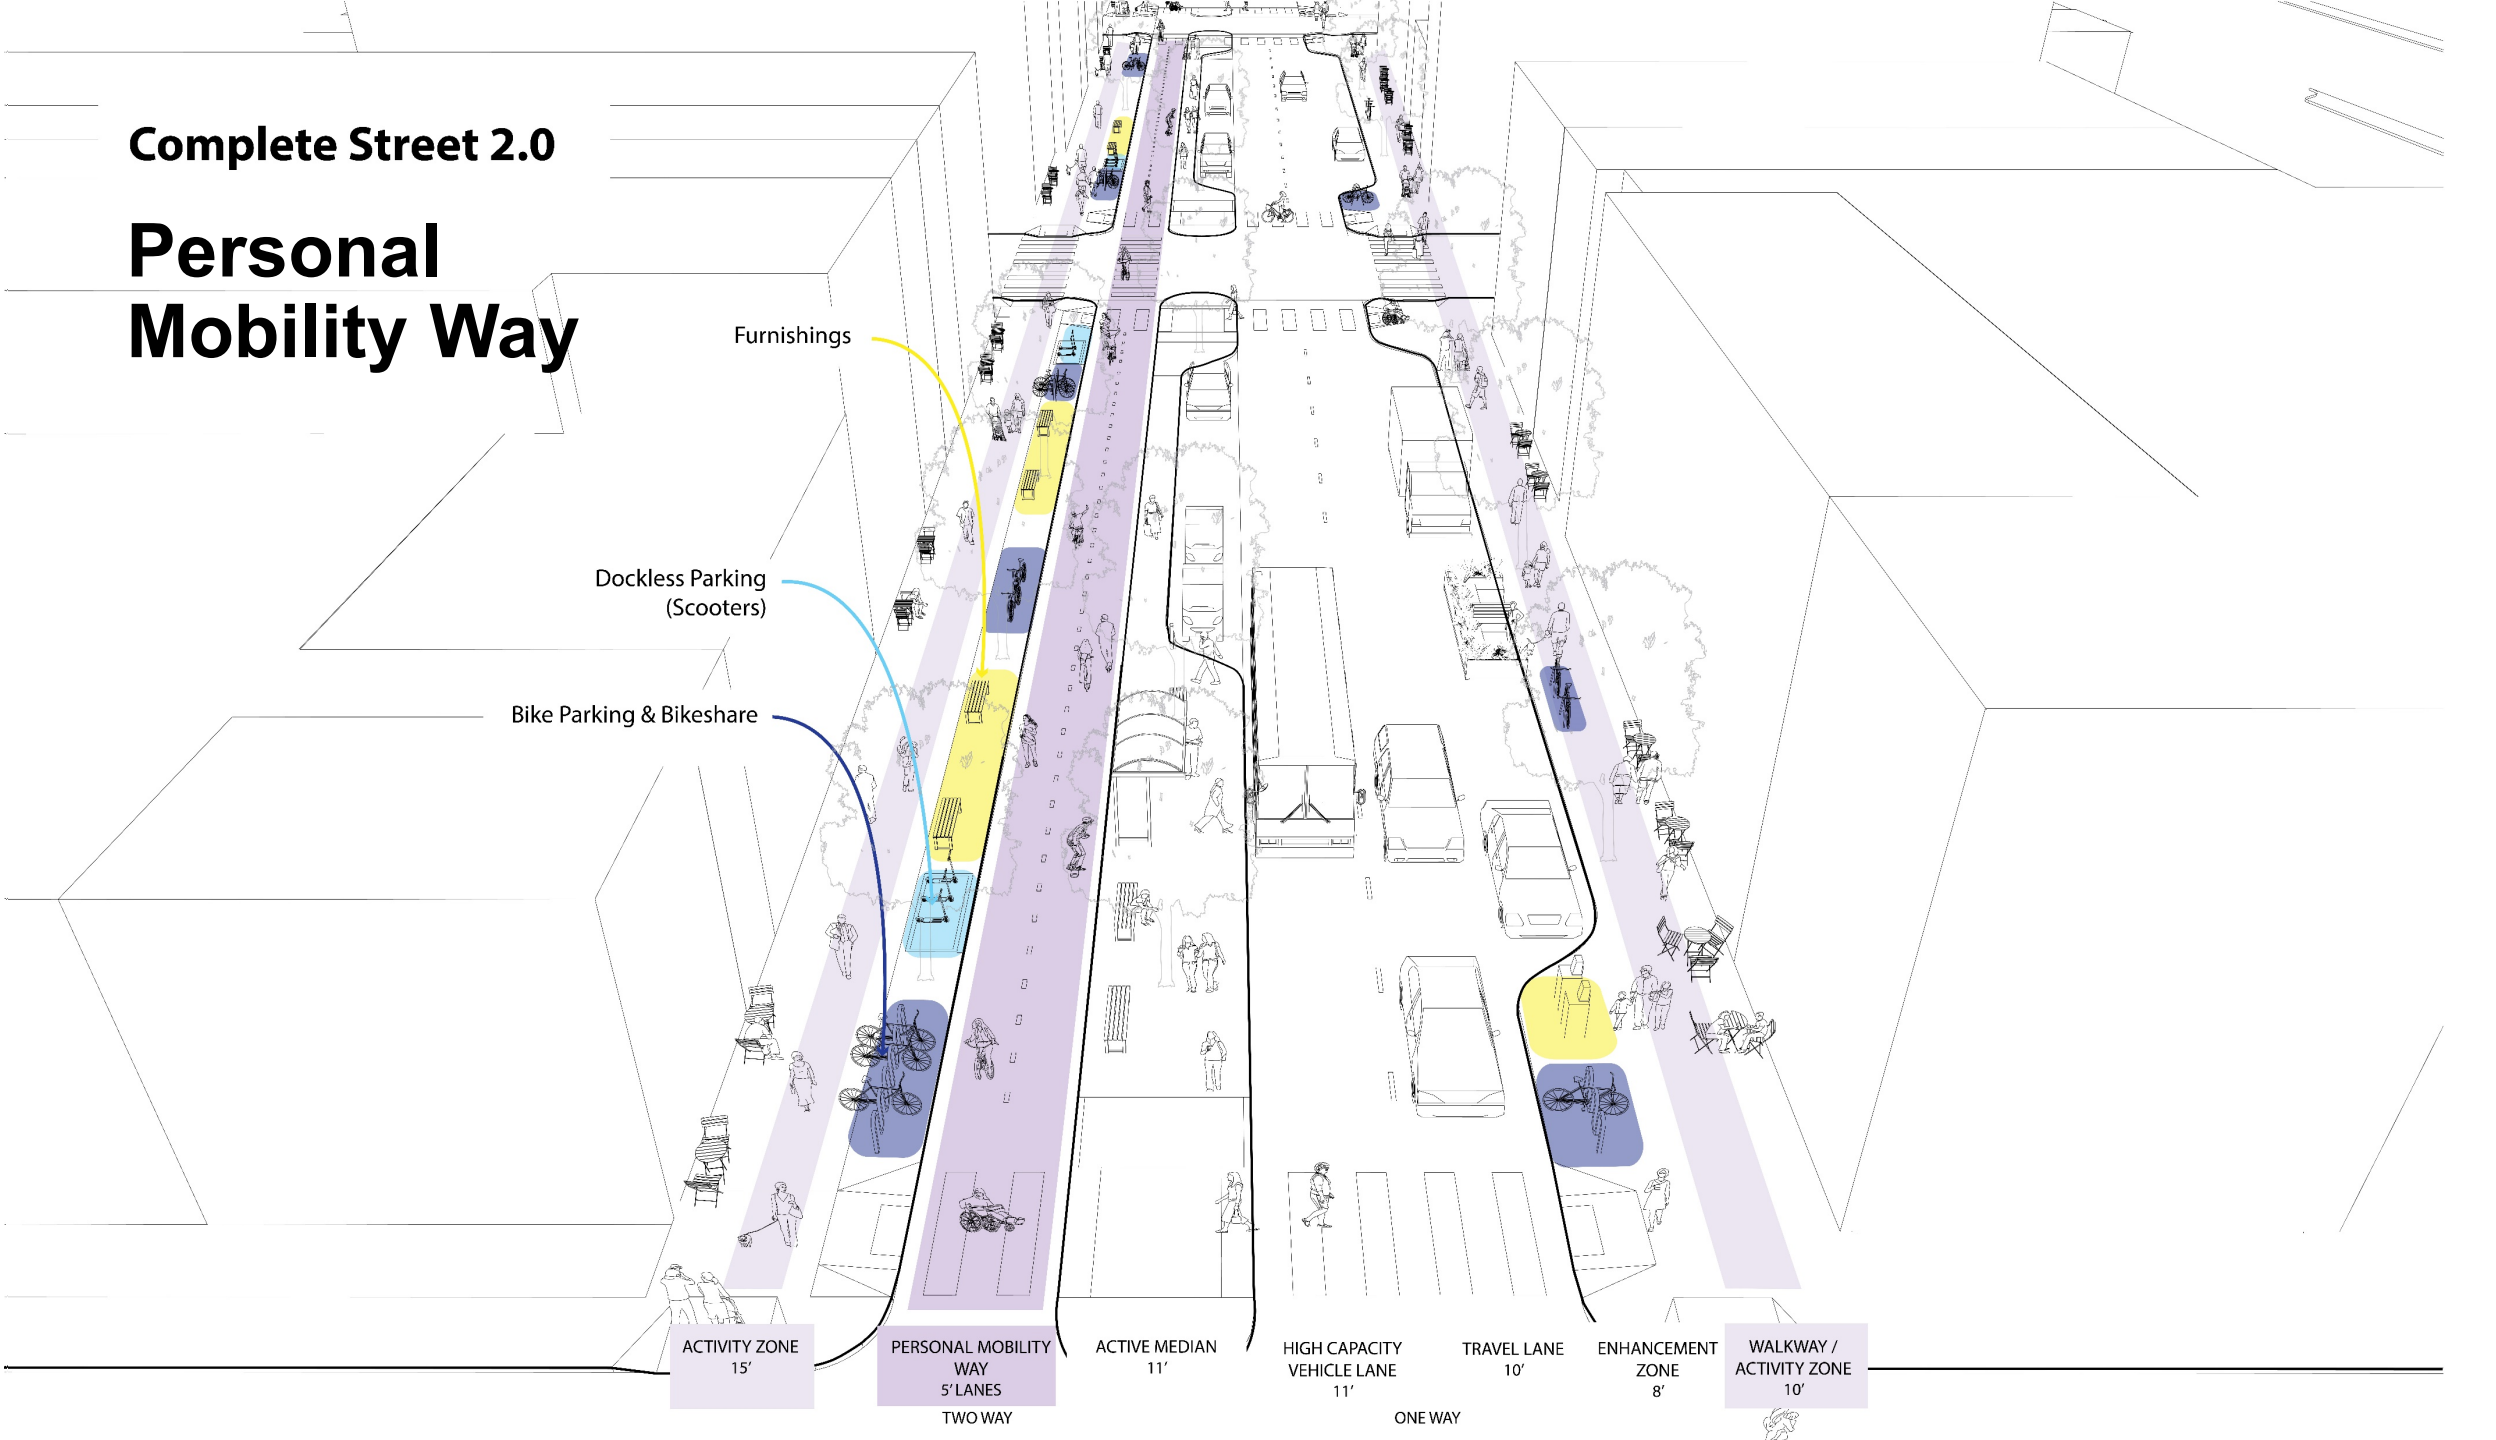 Complete Street 2.0
Personal
Mobility Way
Furnishings
Dockless Parking
(Scooters)
Bike Parking & Bikeshare
ACTIVITY ZONE
15’
PERSONAL MOBILITY
WAY
5’ LANES
TWO WAY
ACTIVE MEDIAN
11’
HIGH CAPACITY
VEHICLE LANE
11’
TRAVEL LANE
10’
ONE WAY
ENHANCEMENT
ZONE
8’
WALKWAY /
ACTIVITY ZONE
10’